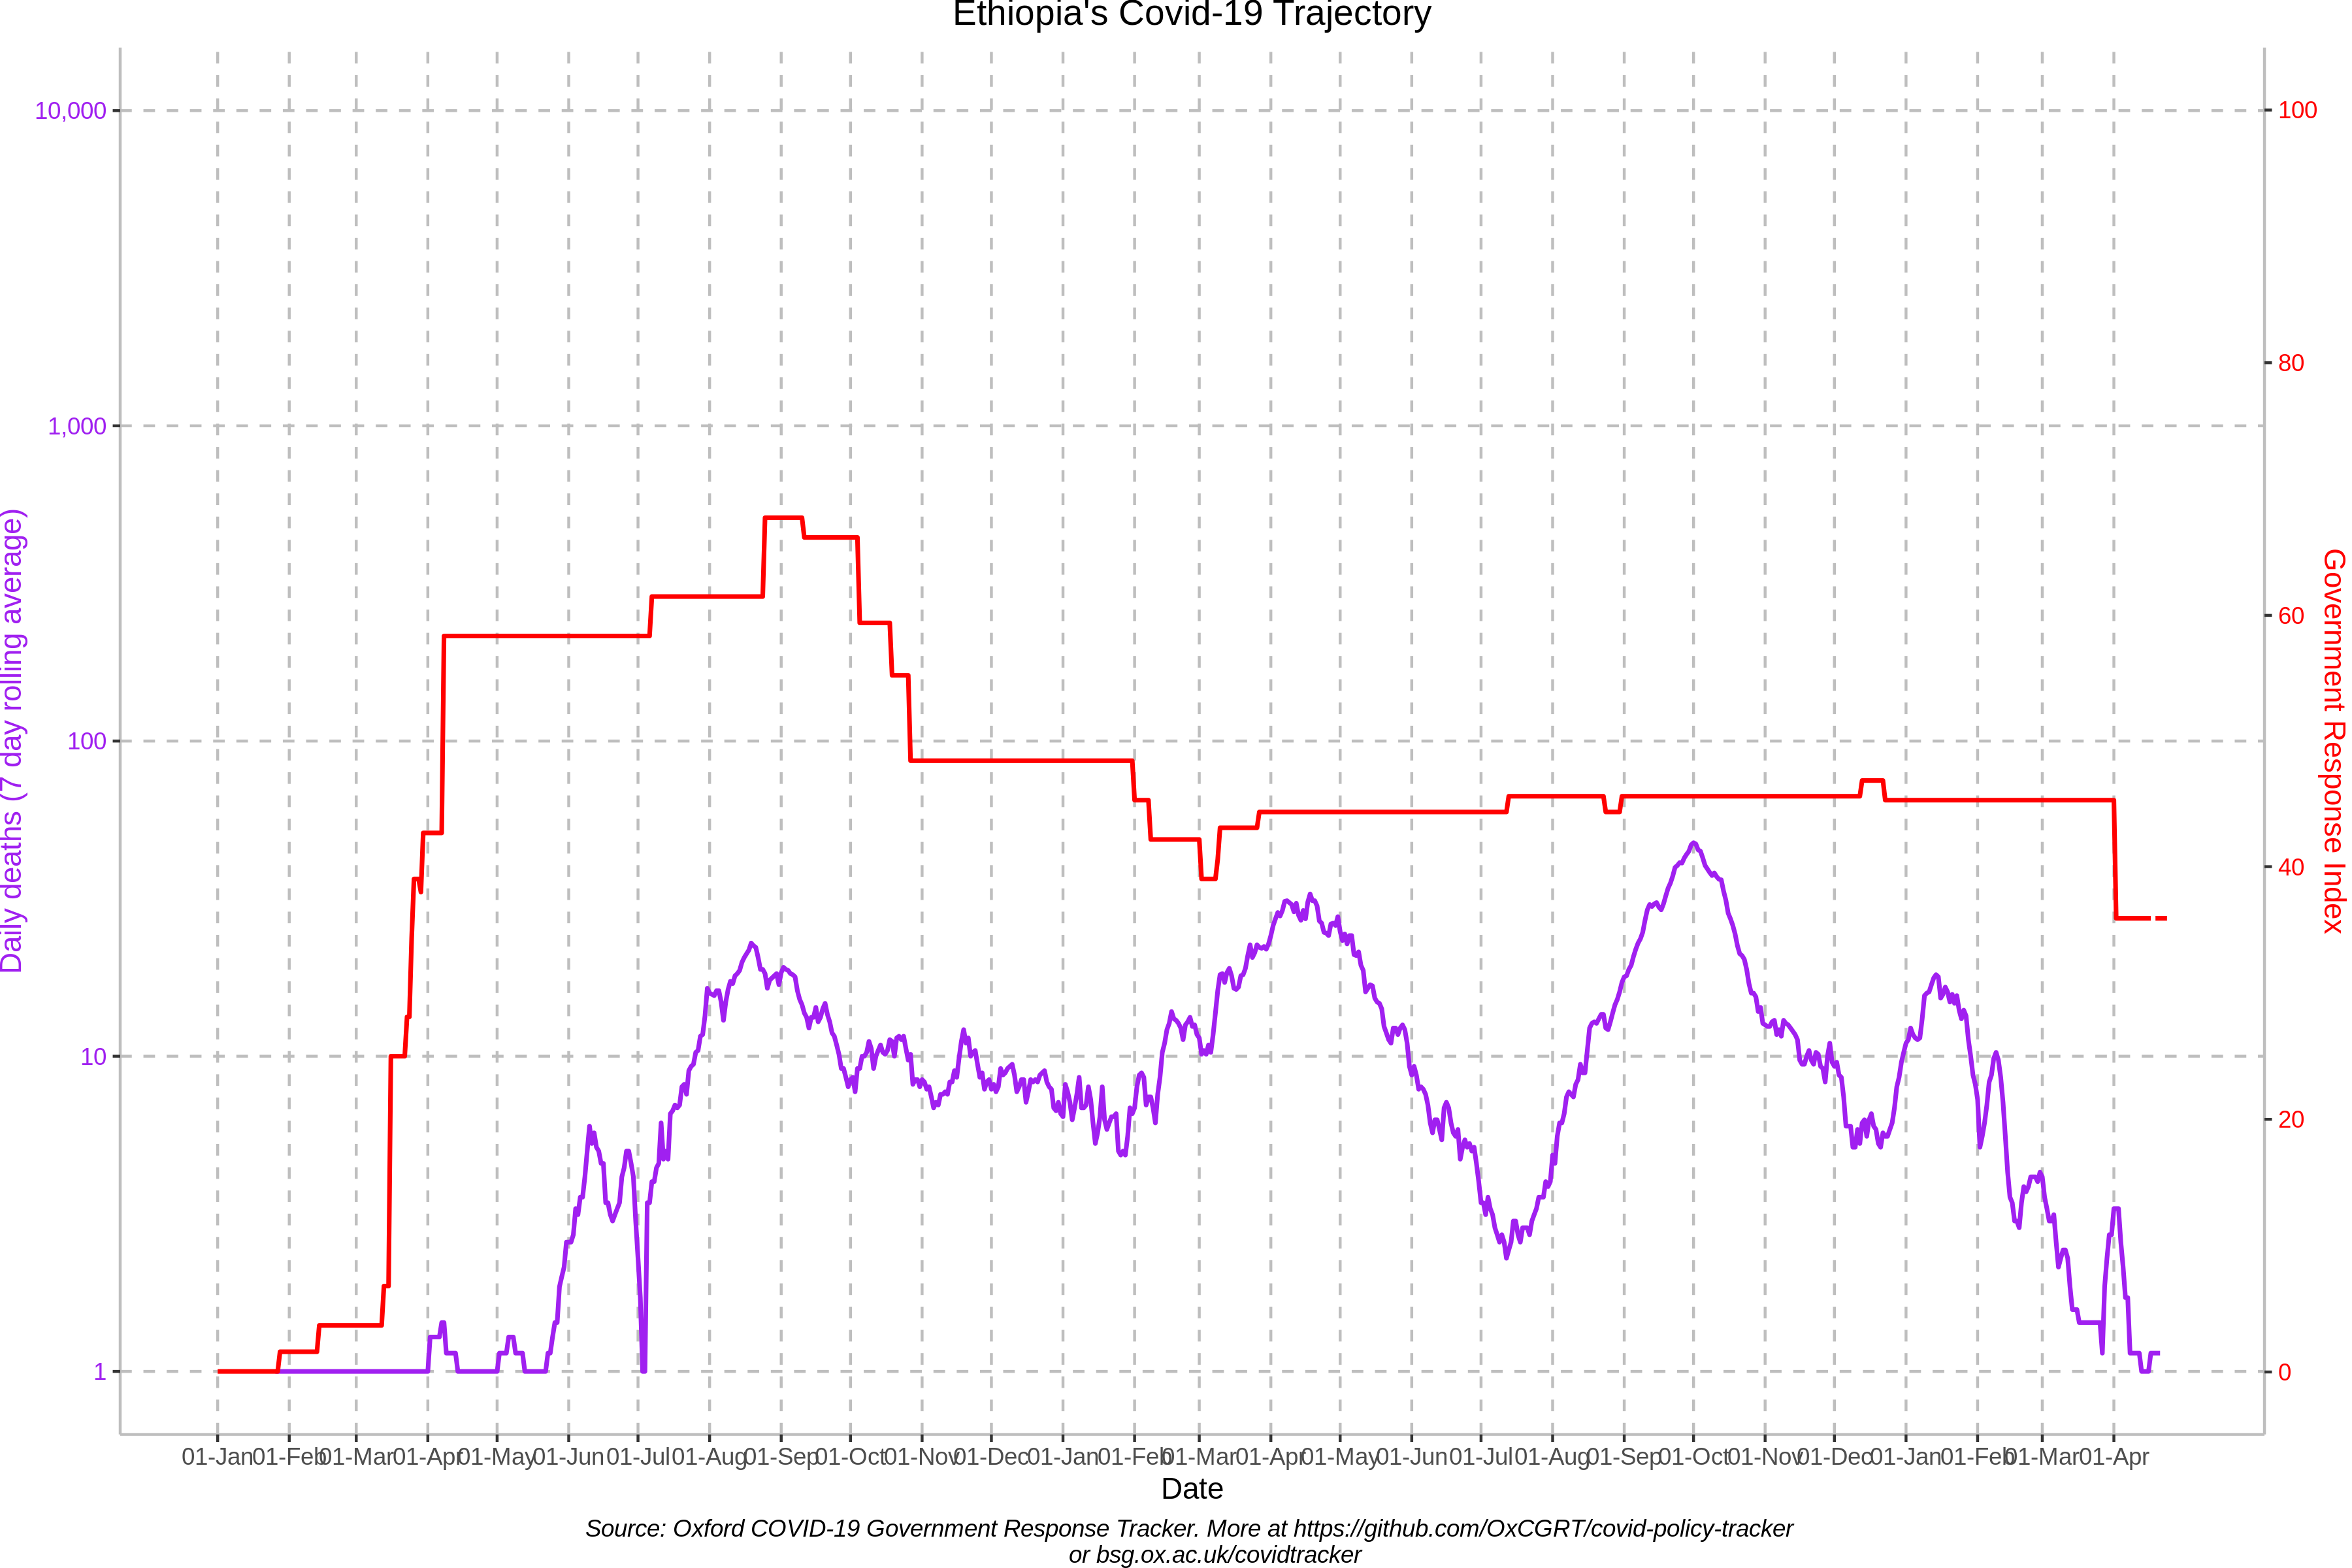 Ethiopia's Covid-19 Trajectory
Daily deaths (7 day rolling average)
10,000
1,000
100
10
1
100
80
60
40
20
0
Government Response Index
01-Jan 01-Feb 01-Mar 01-Apr 01-May 01-Jun 01-Jul 01-Aug 01-Sep 01-Oct 01-Nov 01-Dec 01-Jan 01-Feb 01-Mar 01-Apr 01-May 01-Jun 01-Jul 01-Aug 01-Sep 01-Oct 01-Nov 01-Dec 01-Jan 01-Feb 01-Mar 01-Apr
Date
Source: Oxford COVID-19 Government Response Tracker. More at https://github.com/OxCGRT/covid-policy-tracker
or bsg.ox.ac.uk/covidtracker